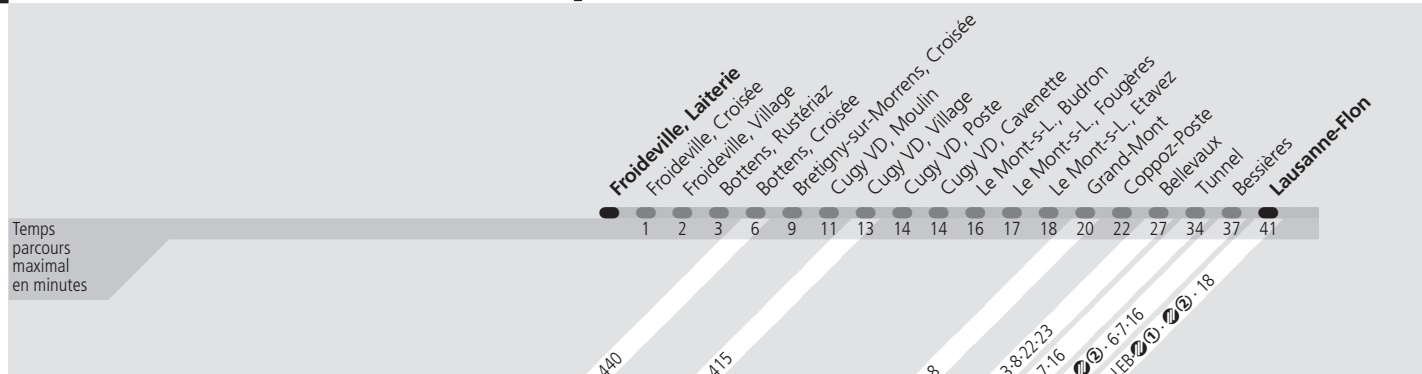 Froideville, Laiterie
Froideville, Croisée
Froideville, Village
Bottens, Rustériaz
Bottens, Croisée
Bretigny-sur-Morrens, Croisée
Cugy VD, Moulin
Cugy VD, Village
Cugy VD, Poste
Cugy VD, Cavenette
Le Mont-s-L., Budron
Le Mont-s-L., Fougères
Le Mont-s-L., Etavez
Grand-Mont
Coppoz-Poste
Bellevaux
Tunnel
Bessières
Lausanne-Flon
1 2 3 6 9 11 13 14 14 16 17 18 20 22 27 34 37 41
Temps
parcours
maximal
en minutes
440
415
8
3·8·22·23
7·16
2 · 6·7·16
LEB· 1 · 2 · 18